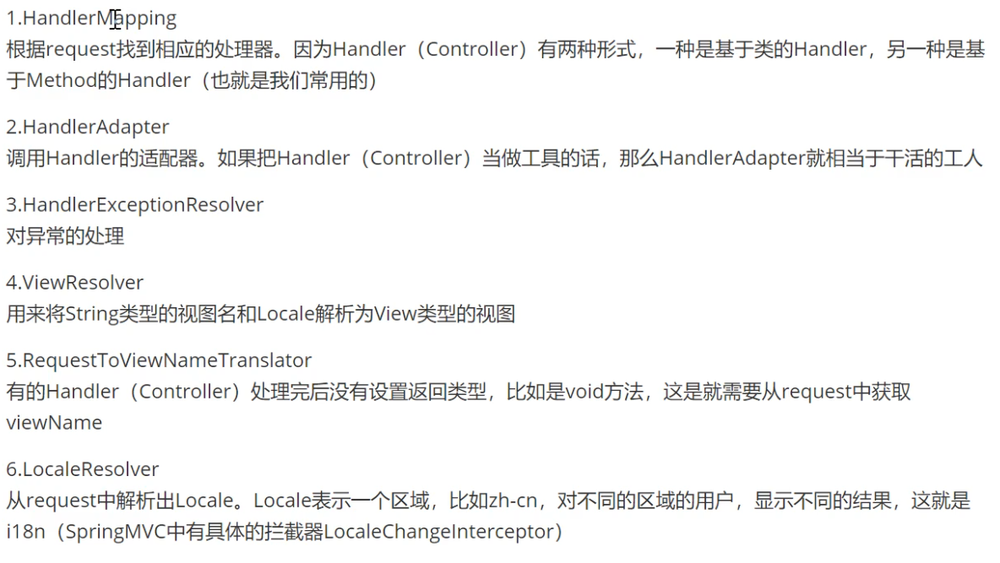 1.HandlerMapping
根据request找到相应的处理器。因为Handler（Controller）有两种形式，一种是基于类的Handler，另一种是基
于Method的Handler（也就是我们常用的）
2.HandlerAdapter
调用Handler的适配器。如果把Handler（Controller）当做工具的话，那么HandlerAdapter就相当于干活的工人
3.HandlerExceptionResolver
对异常的处理
4.ViewResolver
用来将String类型的视图名和Locale解析为View类型的视图
5.RequestToViewNameTranslator
有的Handler（Controller）处理完后没有设置返回类型，比如是void方法，这是就需要从request中获取
viewName
6.LocaleResolver
从request中解析出Locale。Locale表示一个区域，比如zh-cn，对不同的区域的用户，显示不同的结果，这就是
i18n（SpringMVC中有具体的拦截器LocaleChangeInterceptor）